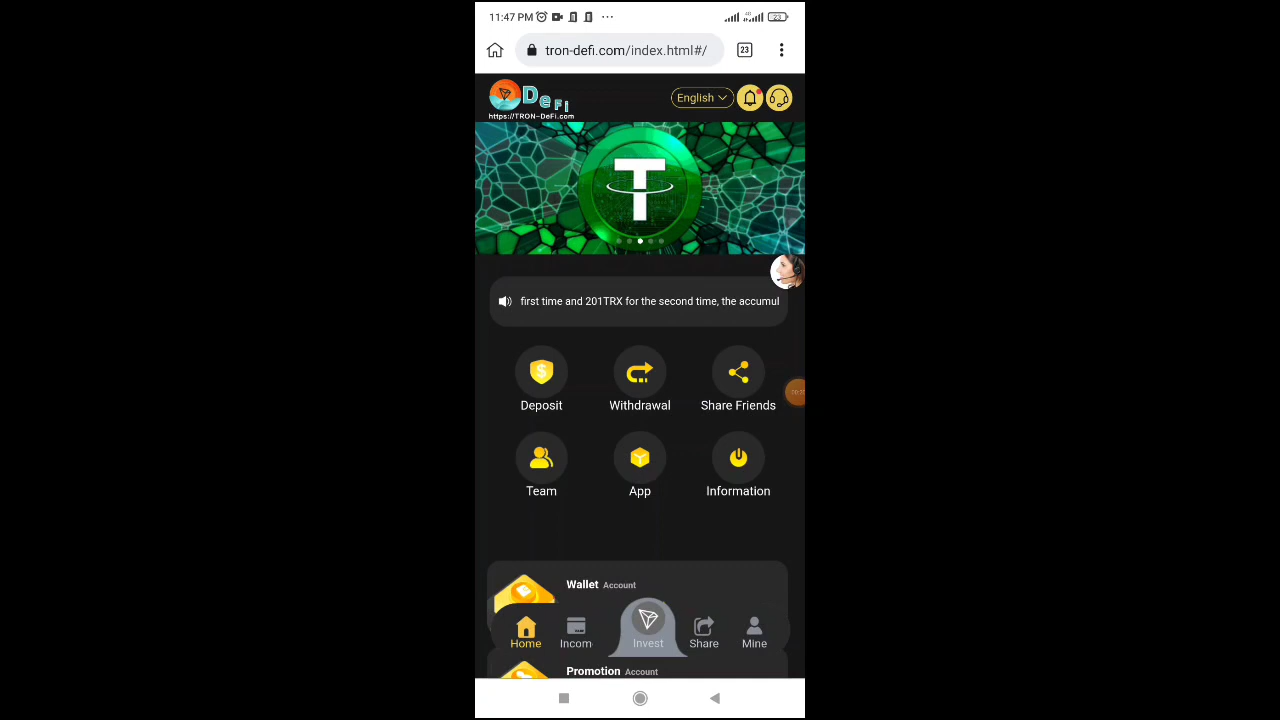 11:47 PM
4G
23
tron-defi.com/index.html#/
23
DeFi
https://TRON-DeFi.com
English
T
first time and 201TRX for the second time, the accumul
Deposit
Withdrawal
Share Friends
Team
App
Information
Wallet Account
Home
Incom
Invest
Share
Mine
Promotion Account